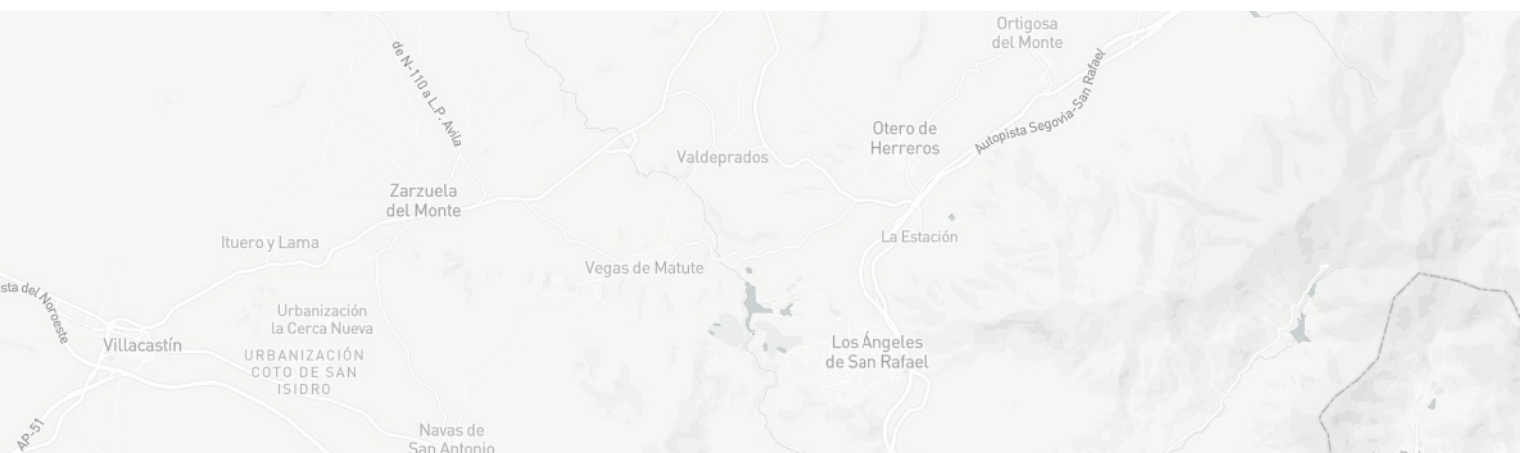 Ortigosa
del Monte
de N-110 a L.P. Avila
Autopista Segovia-San Rafael
Otero de
Herreros
Valdeprados
Zarzuela
del Monte
Ituero y Lama
La Estación
Vegas de Matute
sta del Noroeste
Urbanización
la Cerca Nueva
Villacastín
URBANIZACIÓN
COTO DE SAN
ISIDRO
Los Ángeles
de San Rafael
AP-51
Navas de
San Antonio